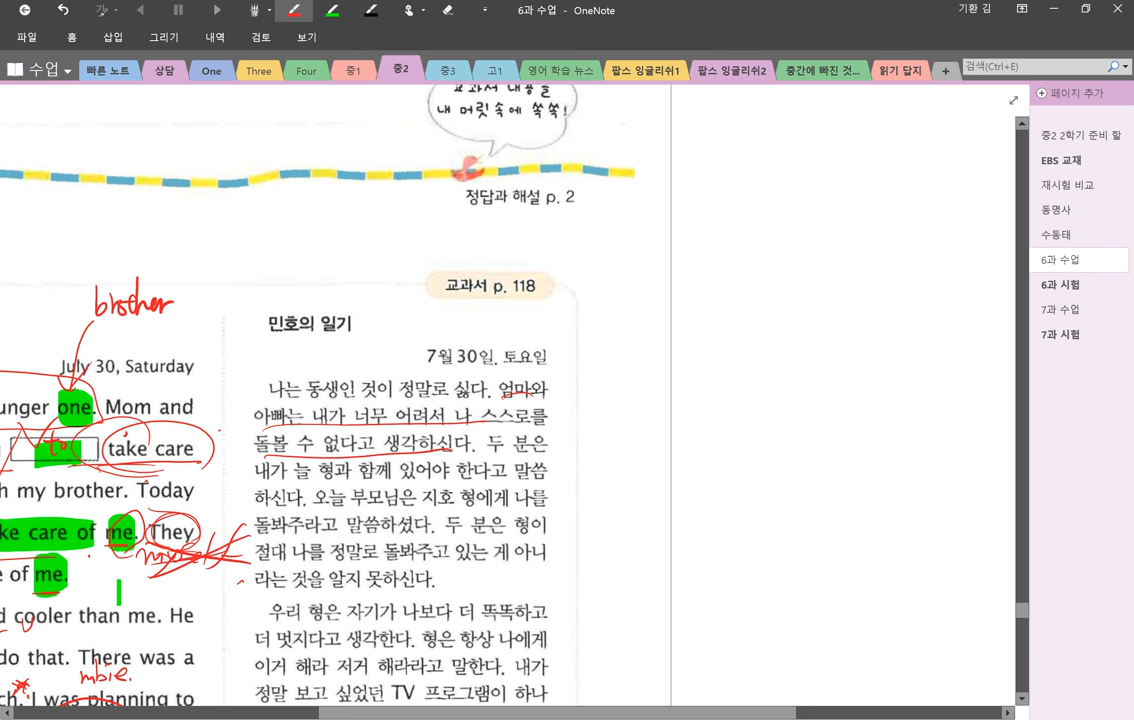 6과 수업 - OneNote
기환 김
파일 홈 삽입 그리기 내역 검토 보기
수업 빠른 노트 상담 One Three Four 중1 중2 중3 고1 영어 학습 뉴스 팝스 잉글리쉬1 팝스 잉글리쉬2 중간에 빠진 것... 읽기 답지 + 검색(Ctrl+E)
페이지 추가
중2 2학기 준비 할
EBS 교재
재시험 비교
동명사
수동태
6과 수업
6과 시험
7과 수업
7과 시험
교과서 내용을
내 머릿속에 쏙쏙!
정답과 해설 p. 2
교과서 p. 118
brother
July 30, Saturday
unger one. Mom and
to take care
h my brother. Today
ke care of me. They
myself
e of me.
d cooler than me. He
do that. There was a
ch. I was planning to
민호의 일기
7월 30일, 토요일
나는 동생인 것이 정말로 싫다. 엄마와
아빠는 내가 너무 어려서 나 스스로를
돌볼 수 없다고 생각하신다. 두 분은
내가 늘 형과 함께 있어야 한다고 말씀
하신다. 오늘 부모님은 지호 형에게 나를
돌봐주라고 말씀하셨다. 두 분은 형이
절대 나를 정말로 돌봐주고 있는 게 아니
라는 것을 알지 못하신다.
우리 형은 자기가 나보다 더 똑똑하고
더 멋지다고 생각한다. 형은 항상 나에게
이거 해라 저거 해라라고 말한다. 내가
정말 보고 싶었던 TV 프로그램이 하나